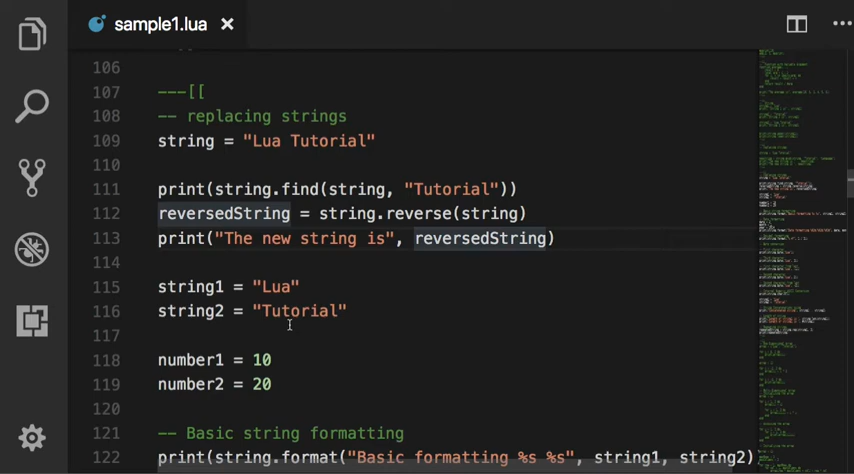 sample1.lua
106
107 ---[[
108 -- replacing strings
109 string = "Lua Tutorial"
110
111 print(string.find(string, "Tutorial"))
112 reversedString = string.reverse(string)
113 print("The new string is", reversedString)
114
115 string1 = "Lua"
116 string2 = "Tutorial"
117
118 number1 = 10
119 number2 = 20
120
121 -- Basic string formatting
122 print(string.format("Basic formatting %s %s", string1, string2)